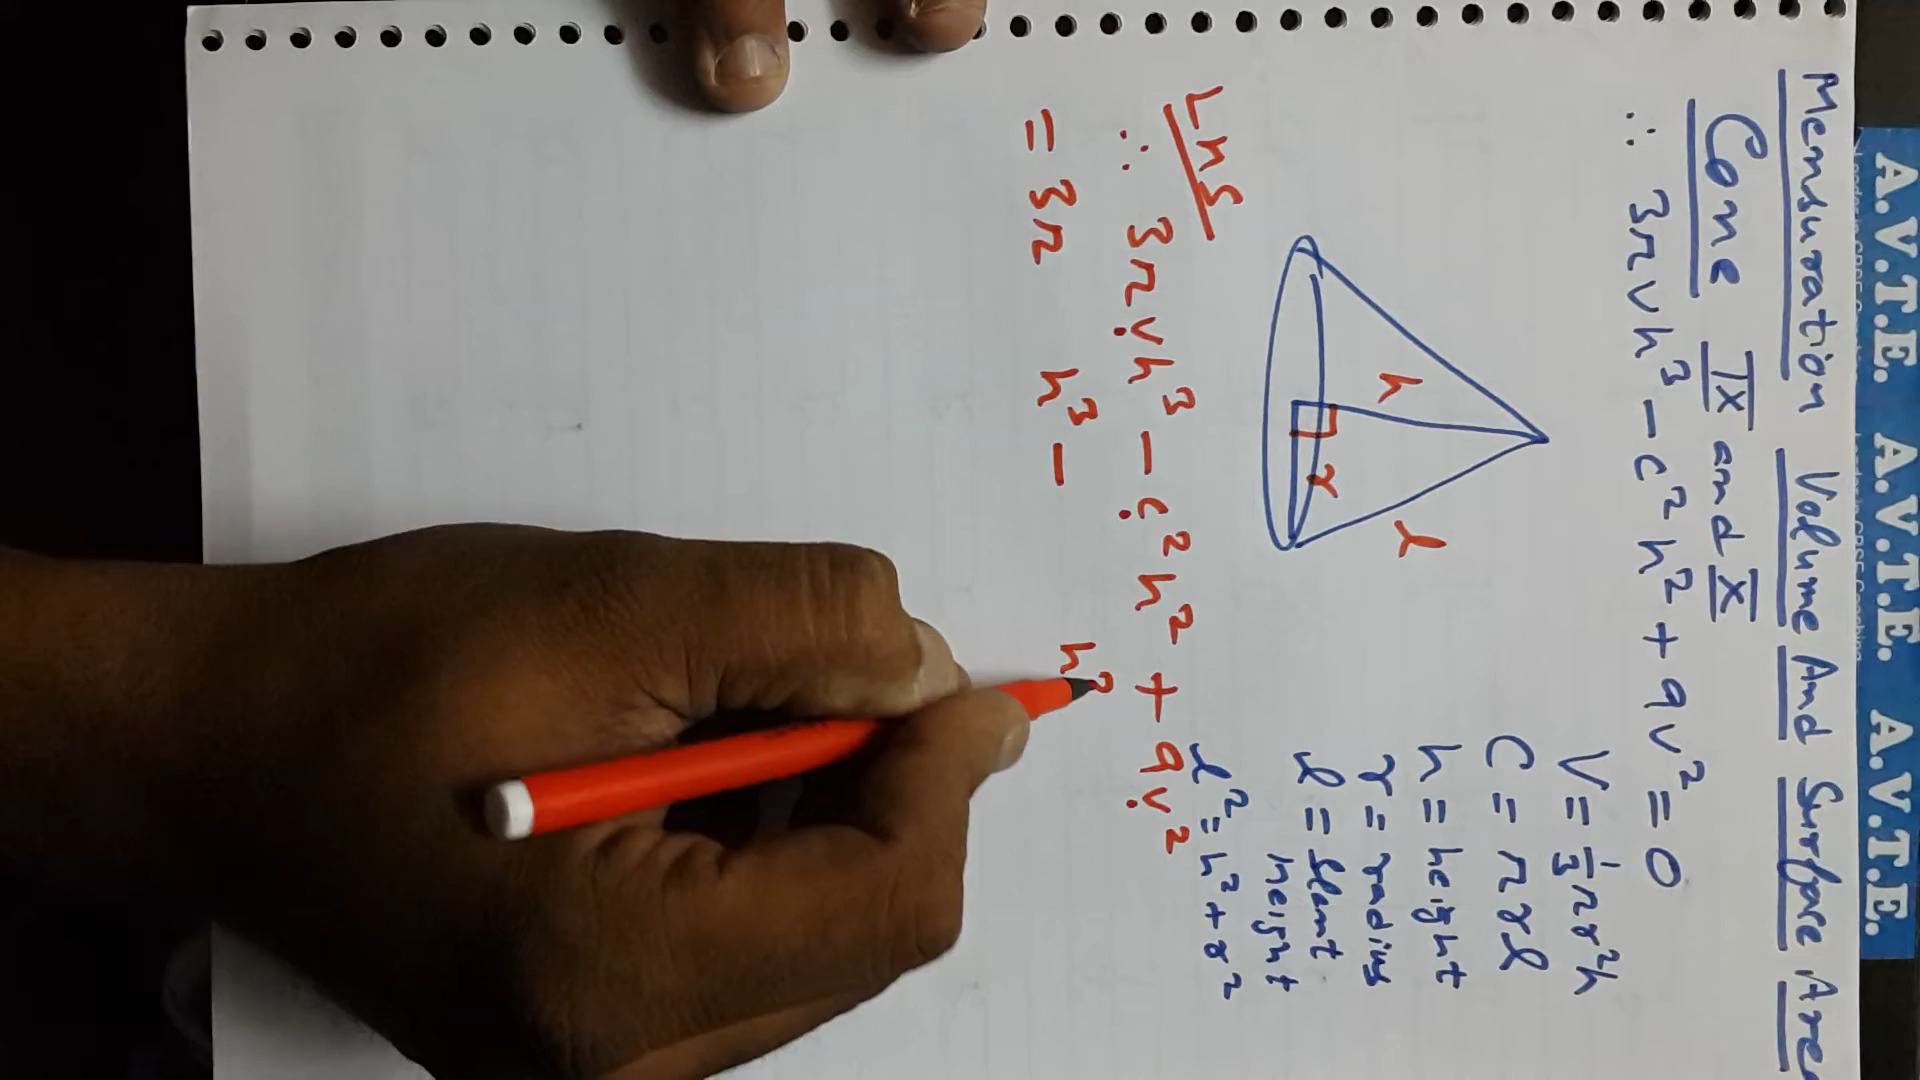 A.V.T.E. A.V.T.E. A.V.T.E.
Mensuration Volume And Surface Area
Cone IX and X
∴ 3πVh³ - C²h² + 9V² = 0
V = 1/3 πr²h
C = πrl
h = height
r = radius
l = slant
height
l² = h² + r²
h
r
l
LHS
∴ 3πVh³ - C²h² + 9V²
= 3π h³ - h²